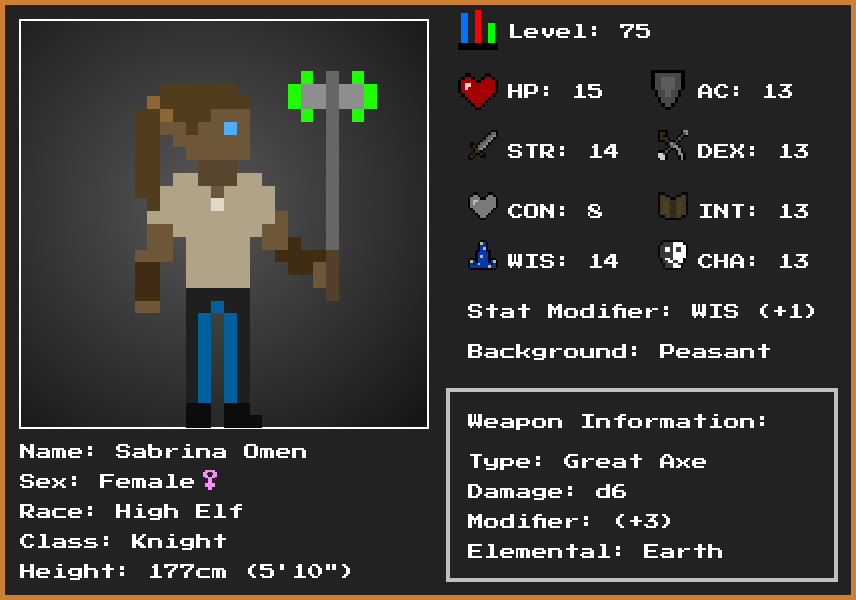 Level: 75
HP: 15 AC: 13
STR: 14 DEX: 13
CON: 8 INT: 13
WIS: 14 CHA: 13
Stat Modifier: WIS (+1)
Background: Peasant
Weapon Information:
Type: Great Axe
Damage: d6
Modifier: (+3)
Elemental: Earth
Name: Sabrina Omen
Sex: Female♀
Race: High Elf
Class: Knight
Height: 177cm (5'10")